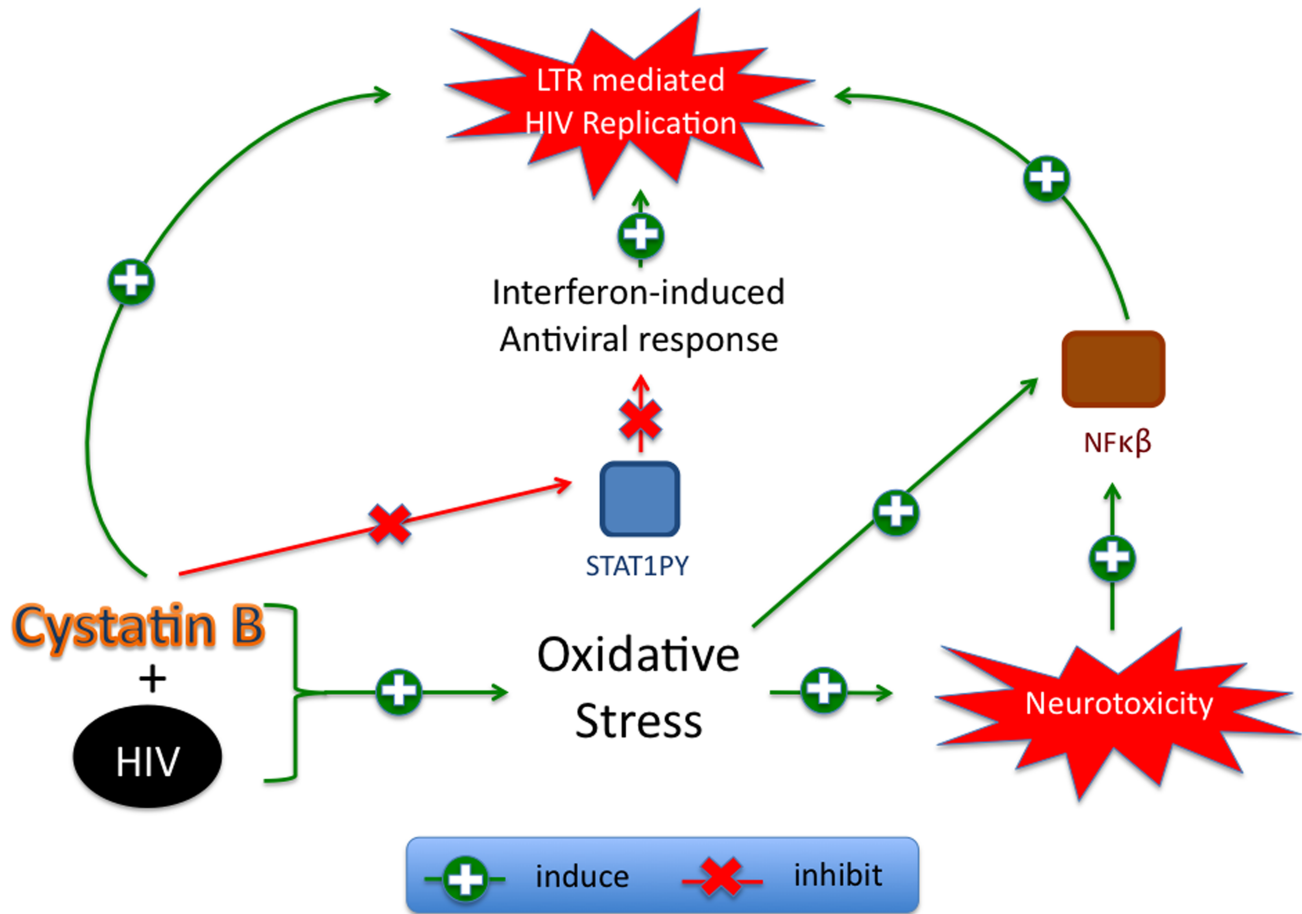 LTR mediated
HIV Replication
Interferon-induced
Antiviral response
NFκβ
STAT1PY
Cystatin B
+
HIV
Oxidative
Stress
Neurotoxicity
induce
inhibit